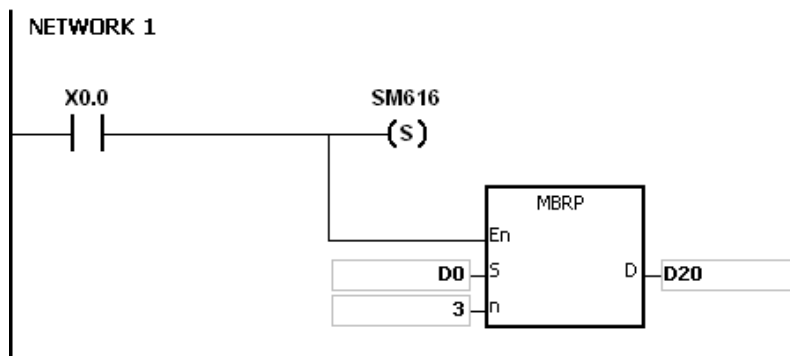 NETWORK 1
X0.0 SM616
(S)
MBRP
En
D0 S D D20
3 n